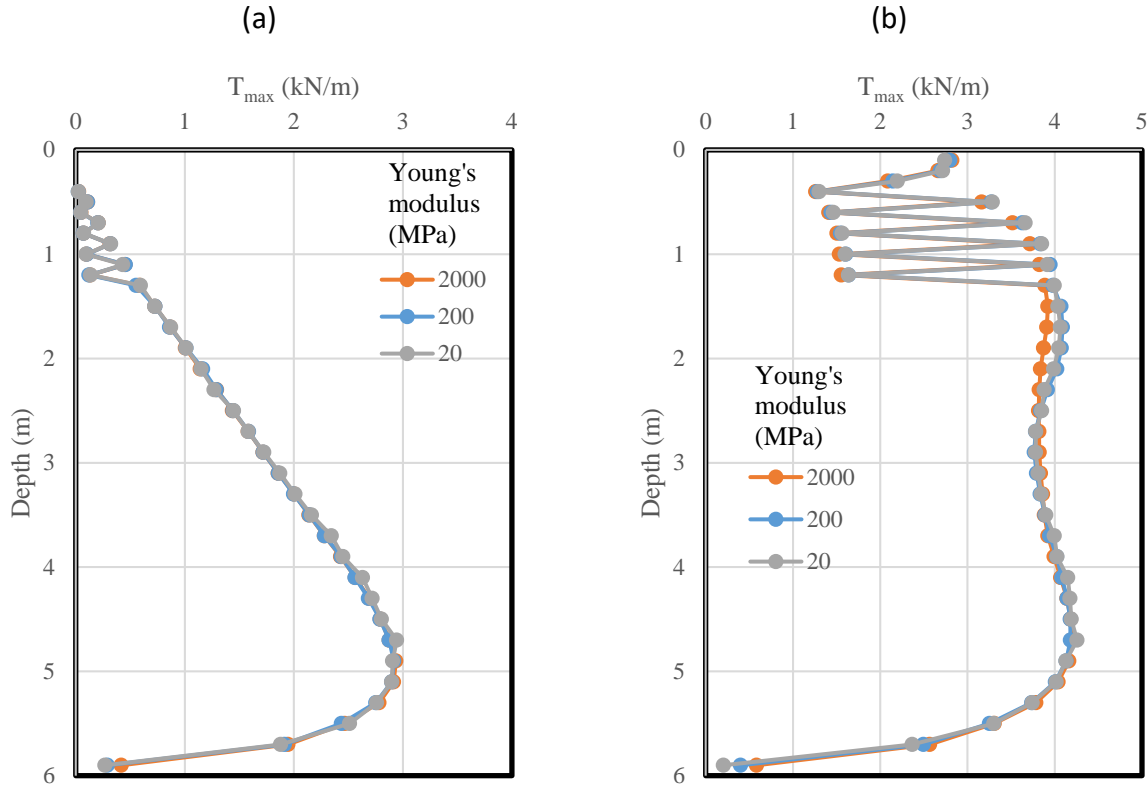 (a)
T_max (kN/m)
0 1 2 3 4
0
1
2
3
4
5
6
Depth (m)
Young's
modulus
(MPa)
2000
200
20
(b)
T_max (kN/m)
0 1 2 3 4 5
0
1
2
3
4
5
6
Depth (m)
Young's
modulus
(MPa)
2000
200
20